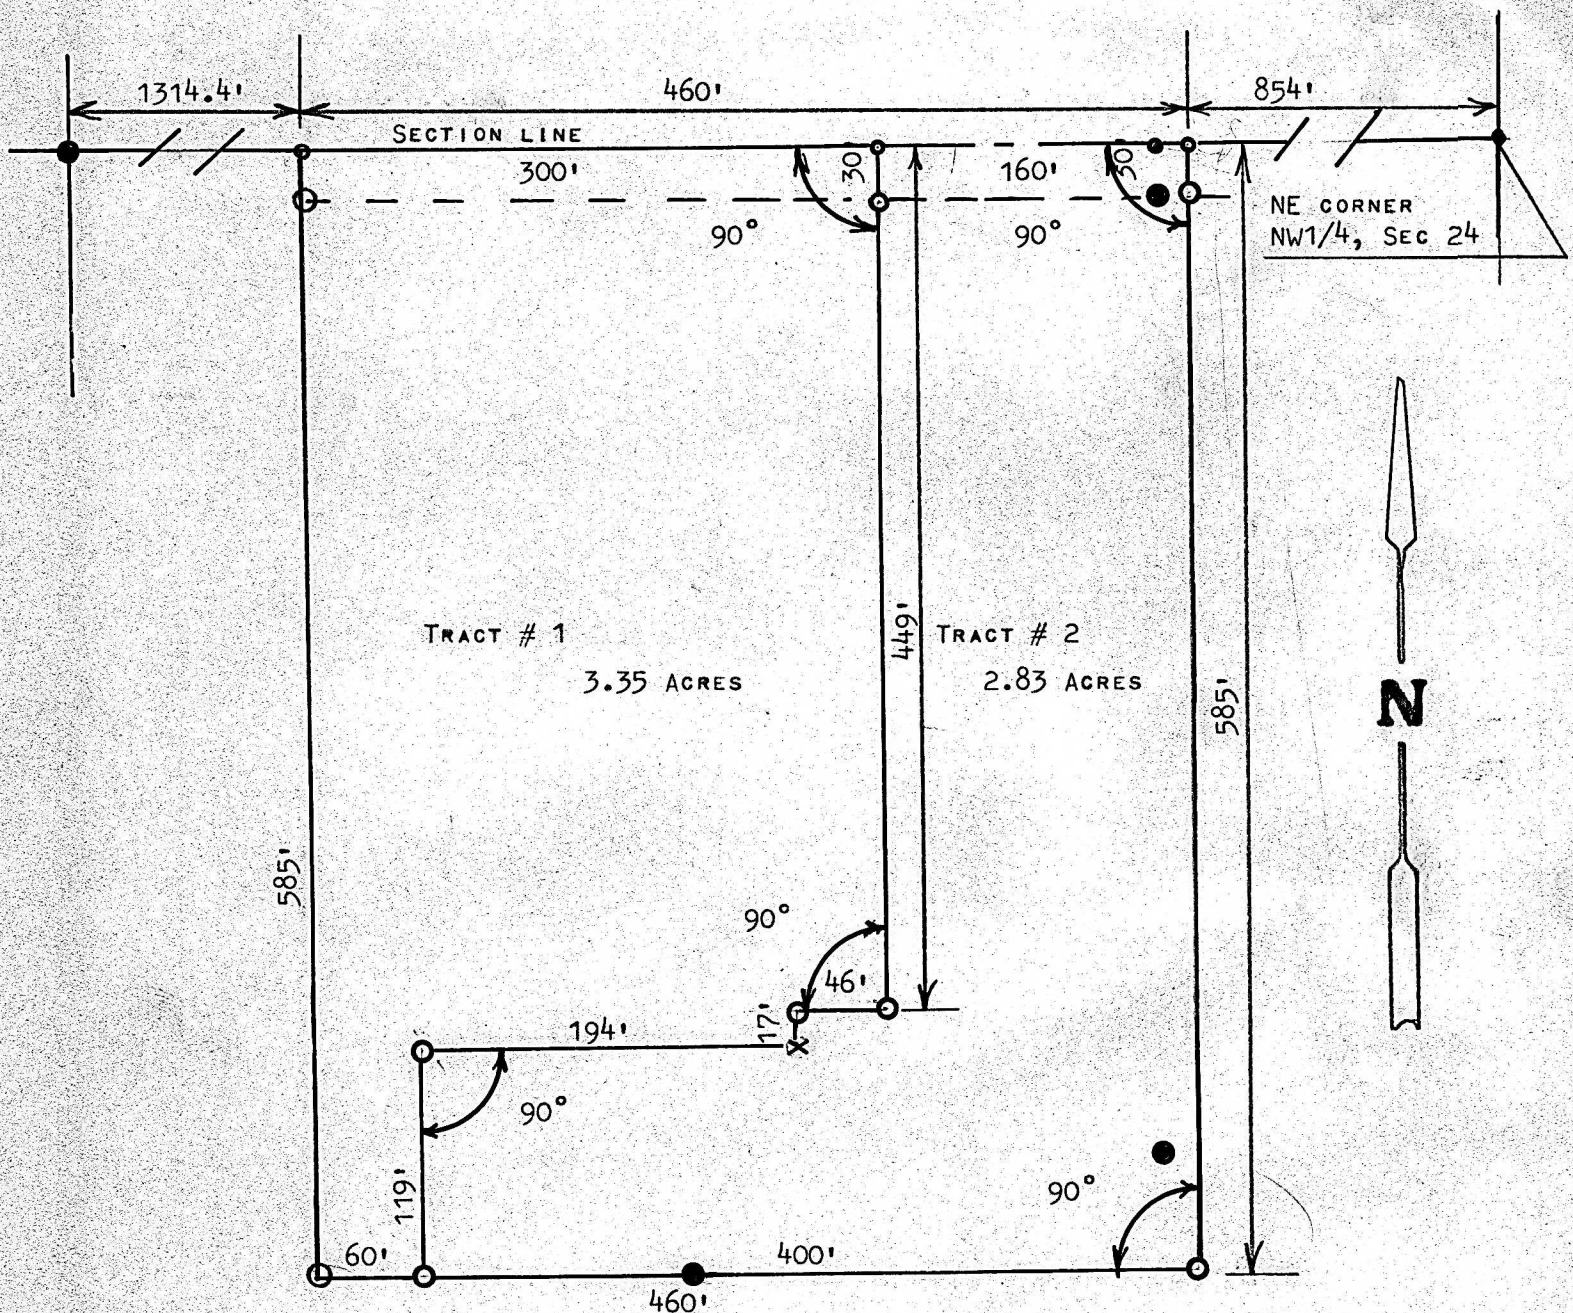 1314.4'
460'
854'
SECTION LINE
300'
30'
160'
30'
90°
90°
NE CORNER
NW1/4, SEC 24
TRACT # 1
3.35 ACRES
449'
TRACT # 2
2.83 ACRES
585'
N
585'
90°
46'
17'
194'
90°
119'
90°
60'
400'
460'